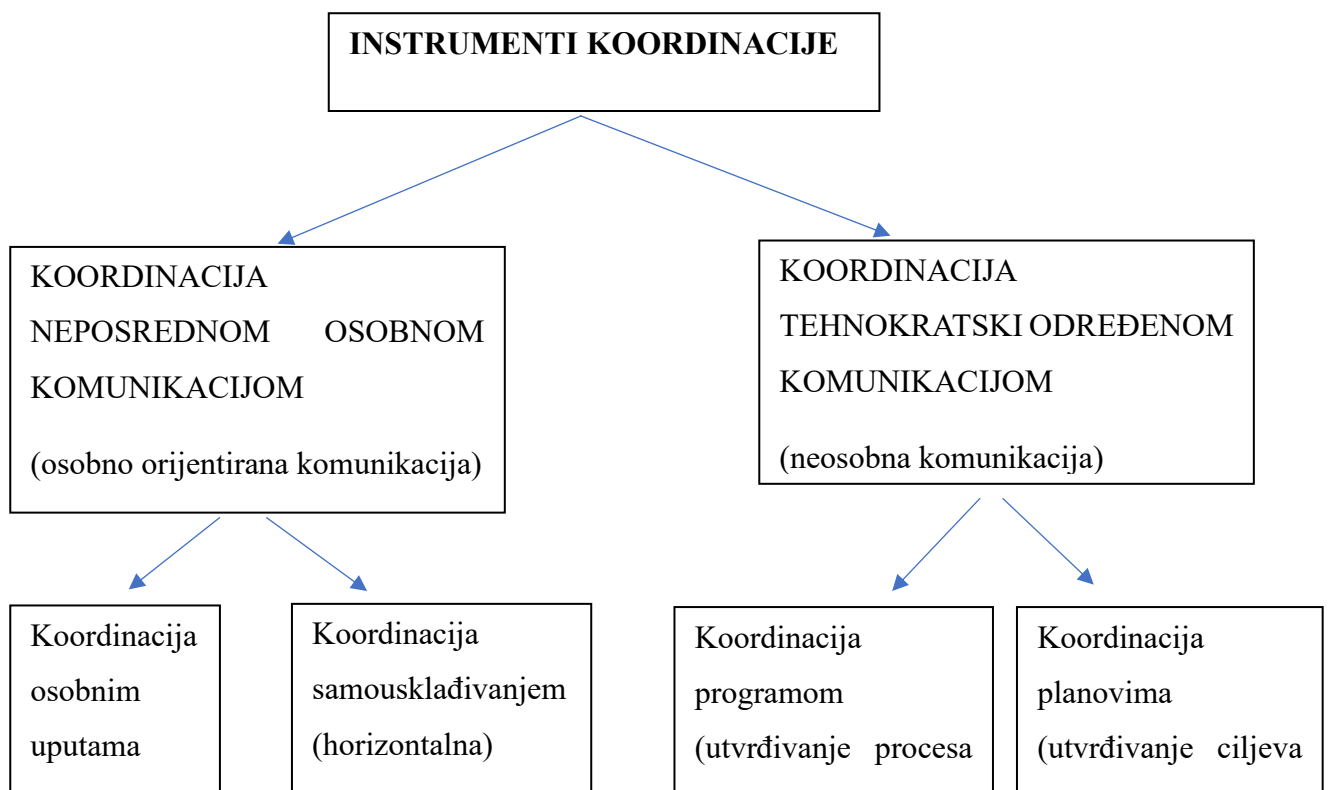 INSTRUMENTI KOORDINACIJE
KOORDINACIJA
NEPOSREDNOM OSOBNOM
KOMUNIKACIJOM
(osobno orijentirana komunikacija)
KOORDINACIJA
TEHNOKRATSKI ODREĐENOM
KOMUNIKACIJOM
(neosobna komunikacija)
Koordinacija
osobnim
uputama
Koordinacija
samousklađivanjem
(horizontalna)
Koordinacija
programom
(utvrđivanje procesa
Koordinacija
planovima
(utvrđivanje ciljeva